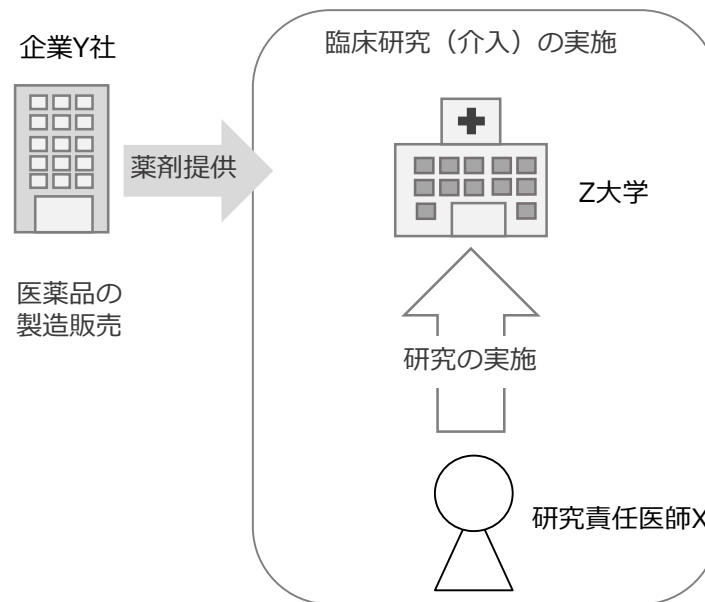 企業Y社
臨床研究（介入）の実施
薬剤提供
Z大学
医薬品の
製造販売
研究の実施
研究責任医師X